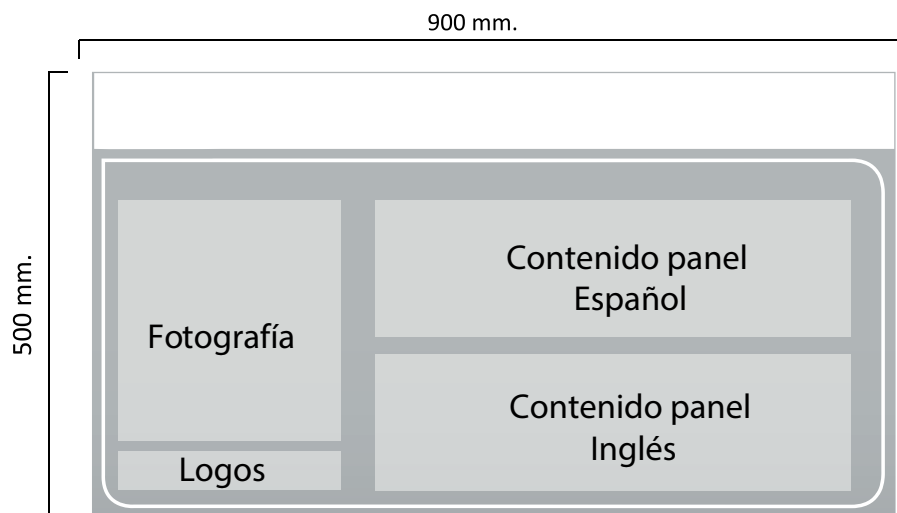 900 mm.
500 mm.
Fotografía
Logos
Contenido panel
Español
Contenido panel
Inglés